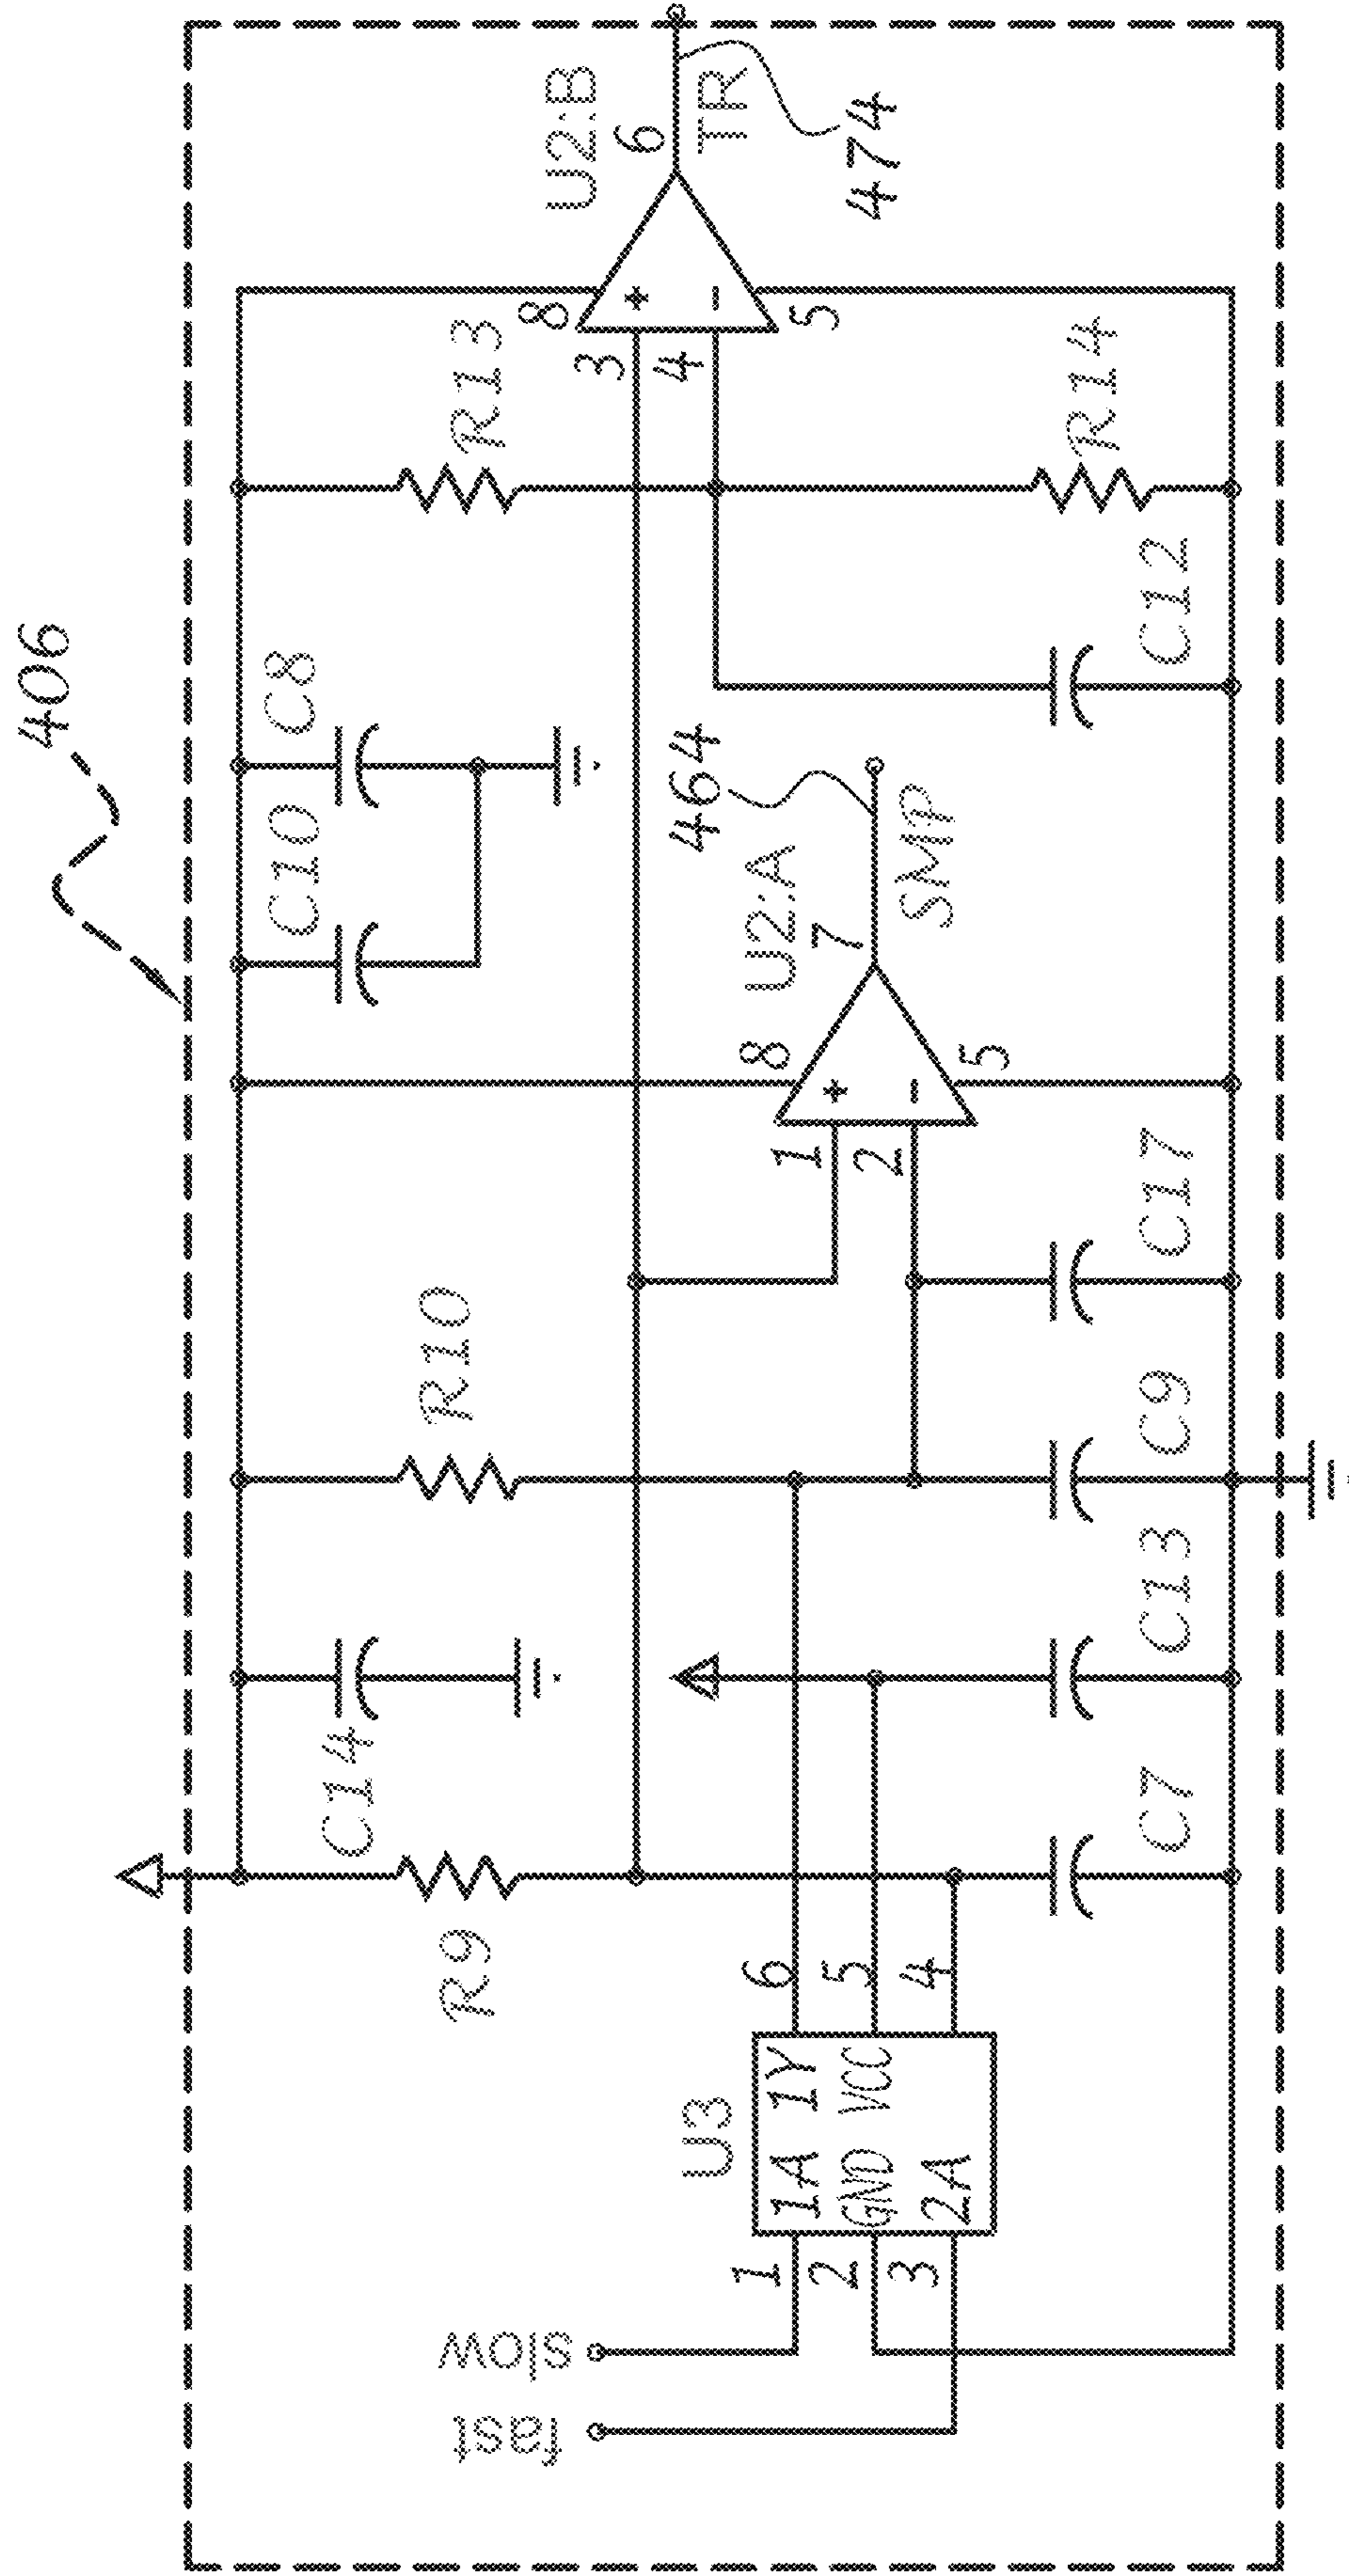 406
C10
C8
R13
U2:B
8
3
+
6
4
-
5
TR
474
R14
C12
464
U2:A
8
7
1
+
2
-
5
SMP
C17
R10
C9
C14
C13
R9
C7
U3
6
5
4
1A 1Y
GND VCC
2A
1
2
3
slow
fast